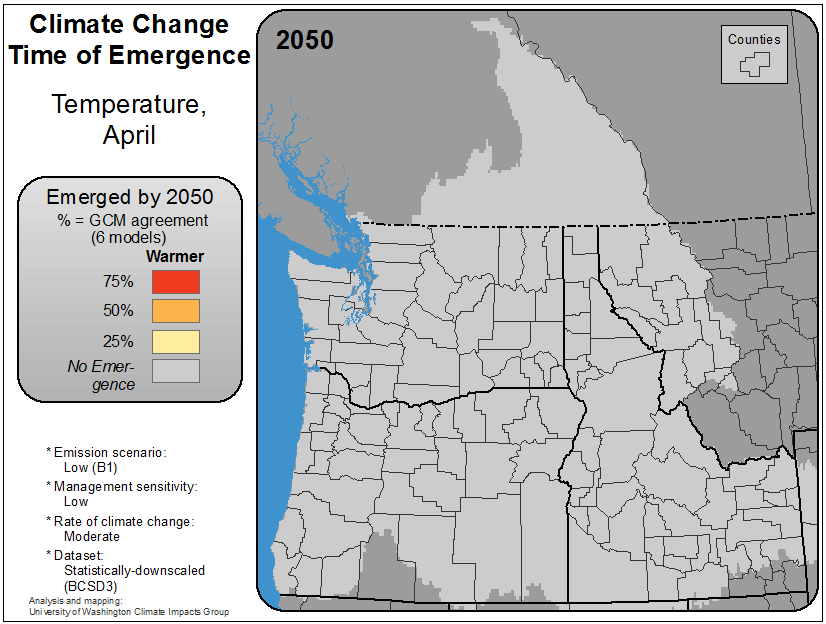 Climate Change
Time of Emergence
Temperature,
April
Emerged by 2050
% = GCM agreement
(6 models)
Warmer
75%
50%
25%
No Emer-
gence
* Emission scenario:
Low (B1)
* Management sensitivity:
Low
* Rate of climate change:
Moderate
* Dataset:
Statistically-downscaled
(BCSD3)
Analysis and mapping:
University of Washington Climate Impacts Group
2050
Counties